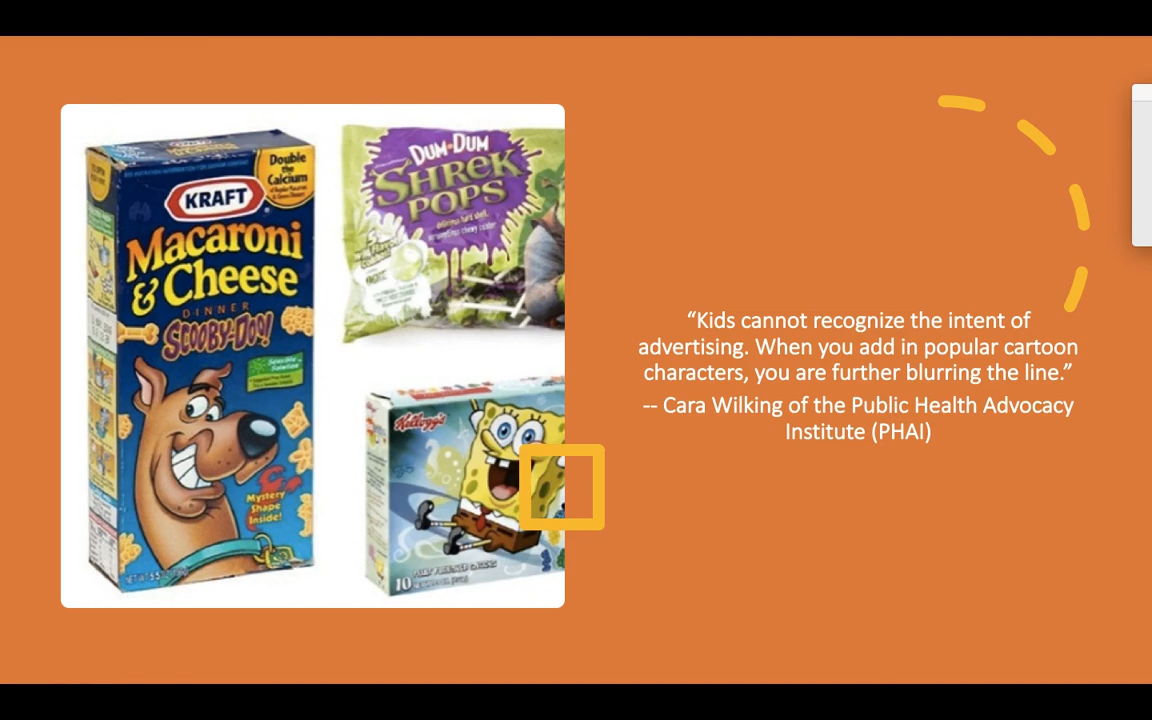 Double
the
Calcium
KRAFT
Macaroni
& Cheese
DINNER
SCOOBY-DOO!
Mystery
Shape
Inside!
DUM-DUM
SHREK
POPS
Kellogg's
10
“Kids cannot recognize the intent of
advertising. When you add in popular cartoon
characters, you are further blurring the line.”
-- Cara Wilking of the Public Health Advocacy
Institute (PHAI)